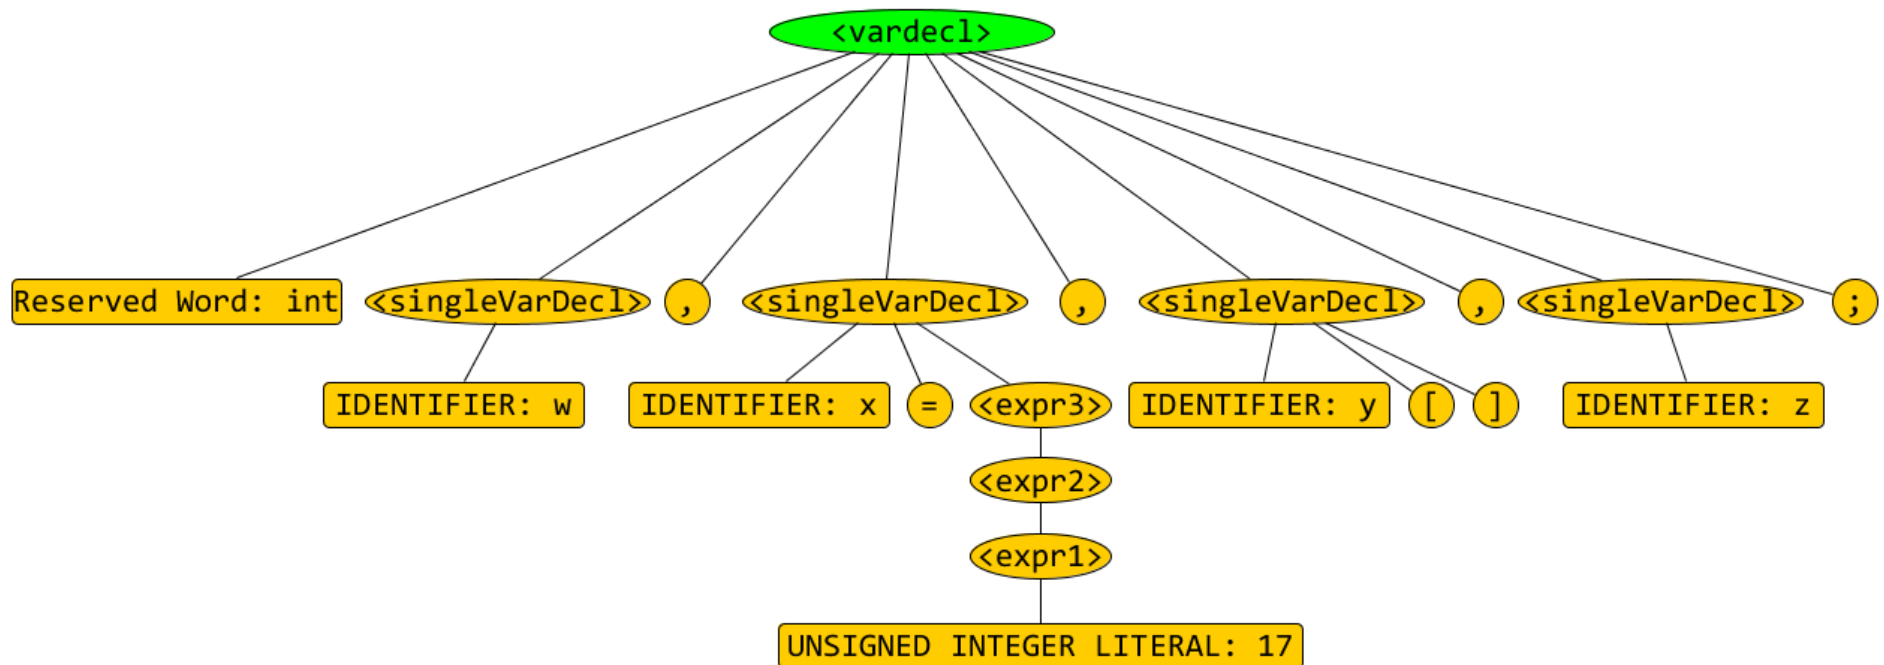 <vardecl>
Reserved Word: int <singleVarDecl> , <singleVarDecl> , <singleVarDecl> , <singleVarDecl> ;
IDENTIFIER: w IDENTIFIER: x = <expr3> IDENTIFIER: y [ ] IDENTIFIER: z
<expr2>
<expr1>
UNSIGNED INTEGER LITERAL: 17